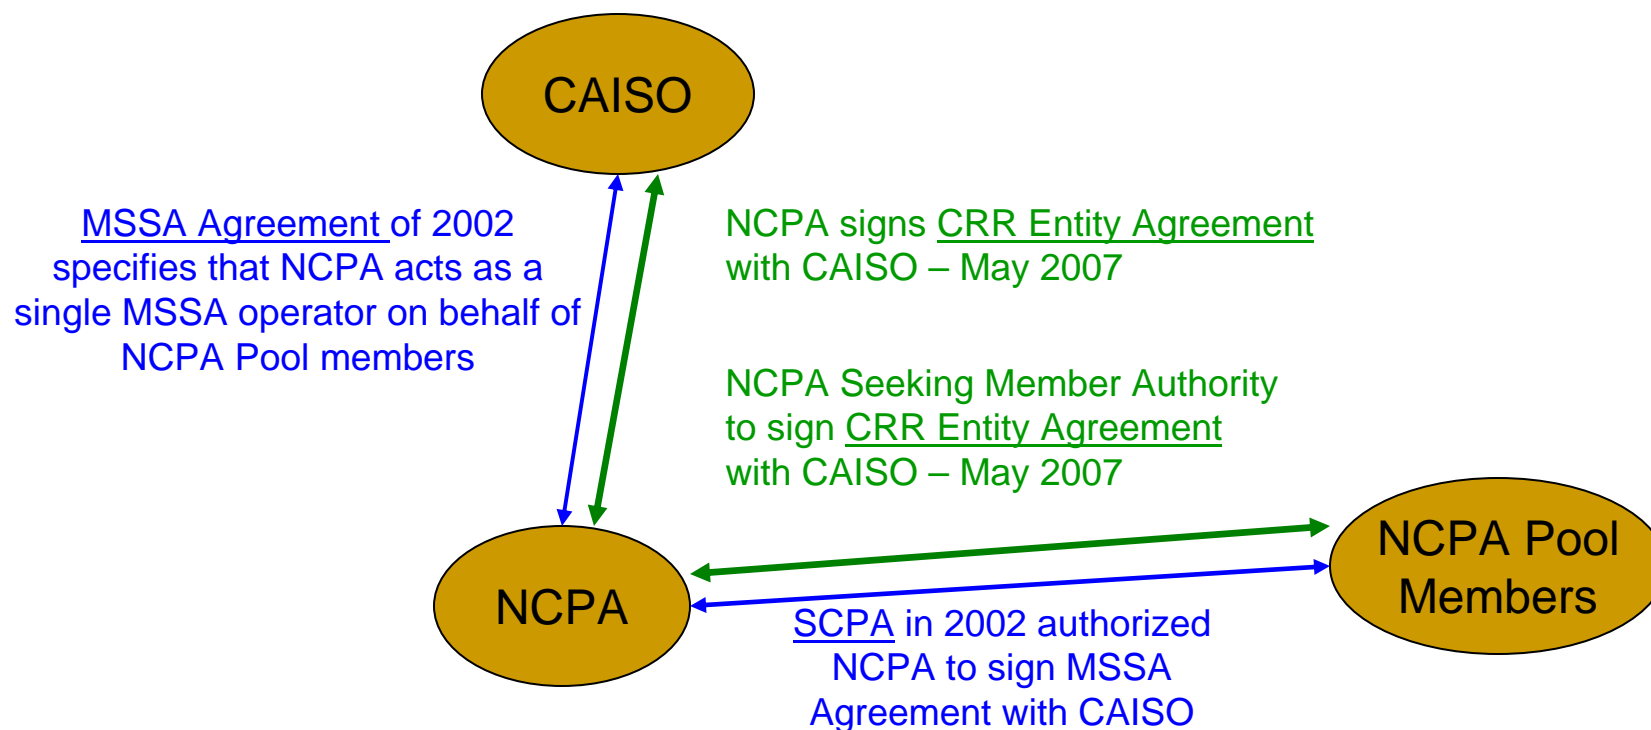 CAISO
MSSA Agreement of 2002
specifies that NCPA acts as a
single MSSA operator on behalf of
NCPA Pool members
NCPA signs CRR Entity Agreement
with CAISO – May 2007
NCPA Seeking Member Authority
to sign CRR Entity Agreement
with CAISO – May 2007
NCPA Pool
Members
NCPA
SCPA in 2002 authorized
NCPA to sign MSSA
Agreement with CAISO